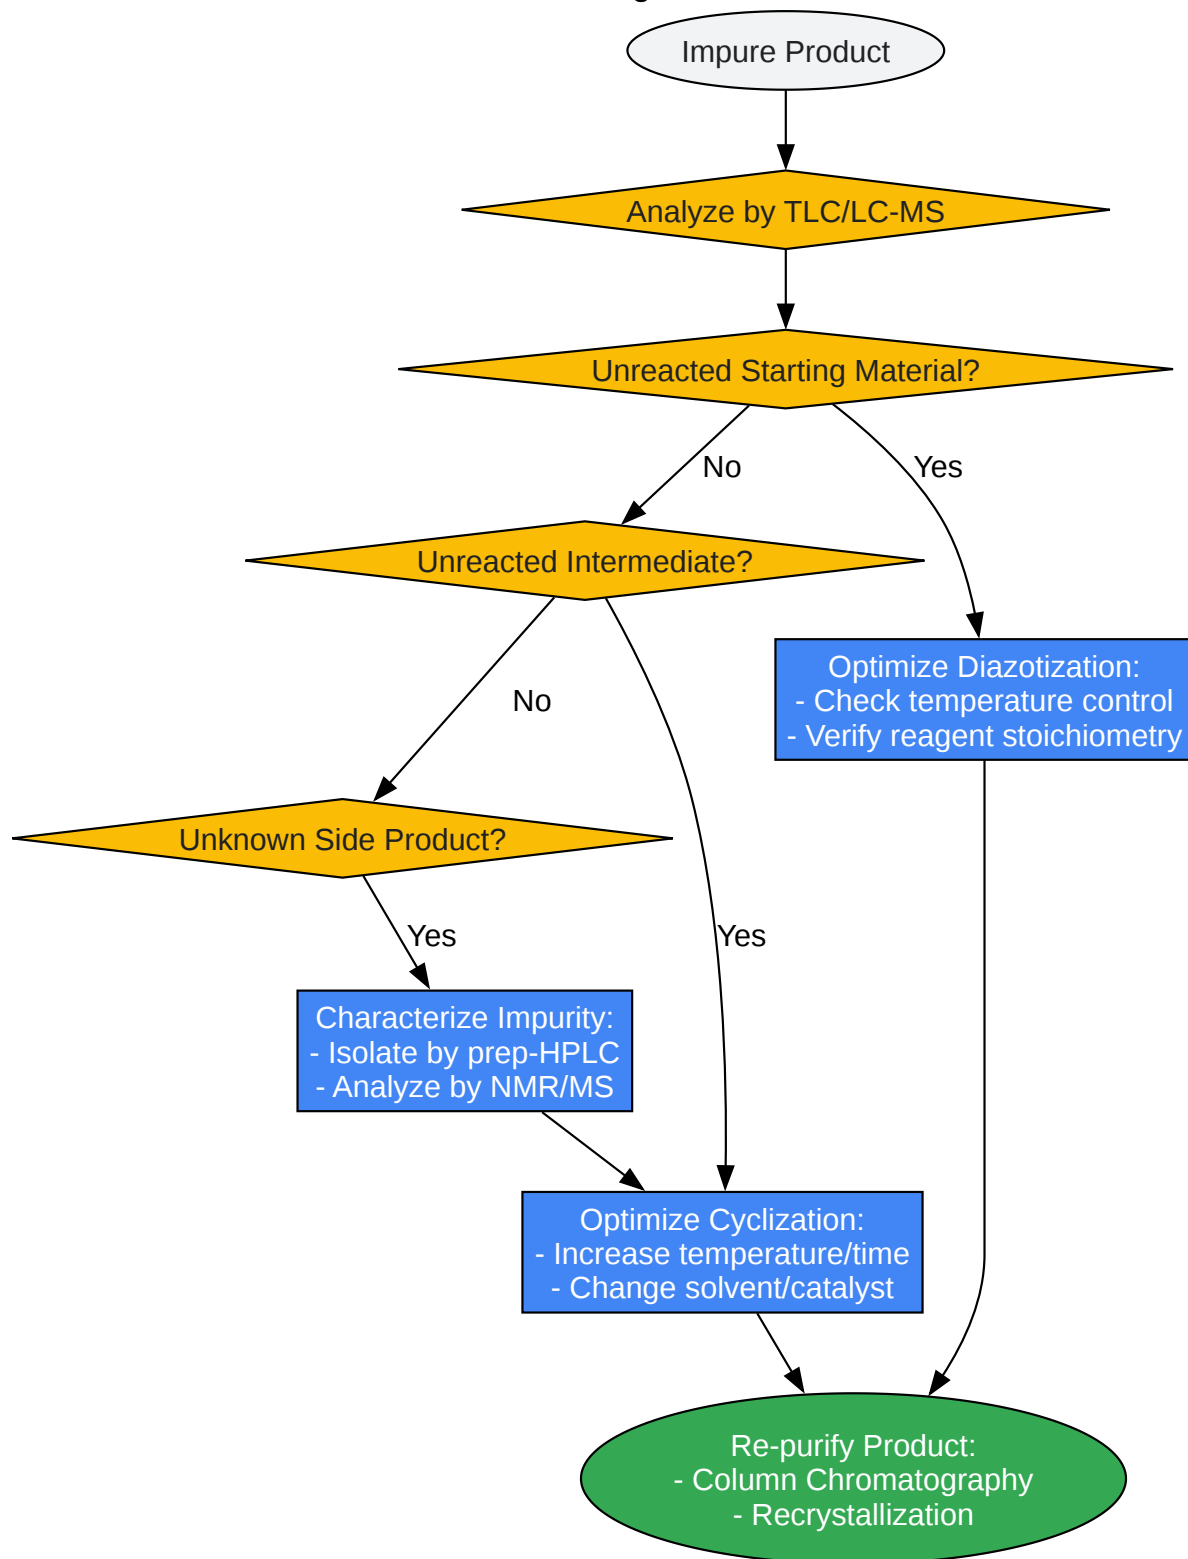 Impure Product
Analyze by TLC/LC-MS
Unreacted Starting Material?
No
Yes
Unreacted Intermediate?
Optimize Diazotization:
- Check temperature control
- Verify reagent stoichiometry
No
Unknown Side Product?
Yes
Yes
Characterize Impurity:
- Isolate by prep-HPLC
- Analyze by NMR/MS
Optimize Cyclization:
- Increase temperature/time
- Change solvent/catalyst
Re-purify Product:
- Column Chromatography
- Recrystallization